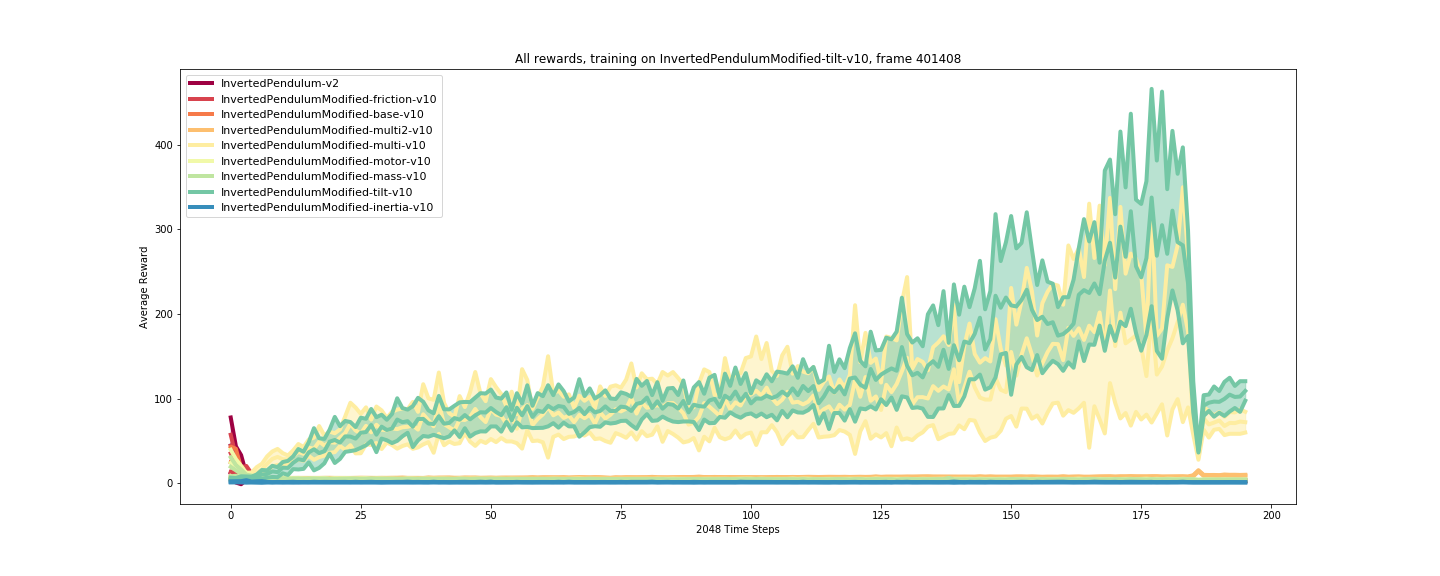 All rewards, training on InvertedPendulumModified-tilt-v10, frame 401408
InvertedPendulum-v2
InvertedPendulumModified-friction-v10
InvertedPendulumModified-base-v10
InvertedPendulumModified-multi2-v10
InvertedPendulumModified-multi-v10
InvertedPendulumModified-motor-v10
InvertedPendulumModified-mass-v10
InvertedPendulumModified-tilt-v10
InvertedPendulumModified-inertia-v10
400
300
200
100
0
Average Reward
0 25 50 75 100 125 150 175 200
2048 Time Steps